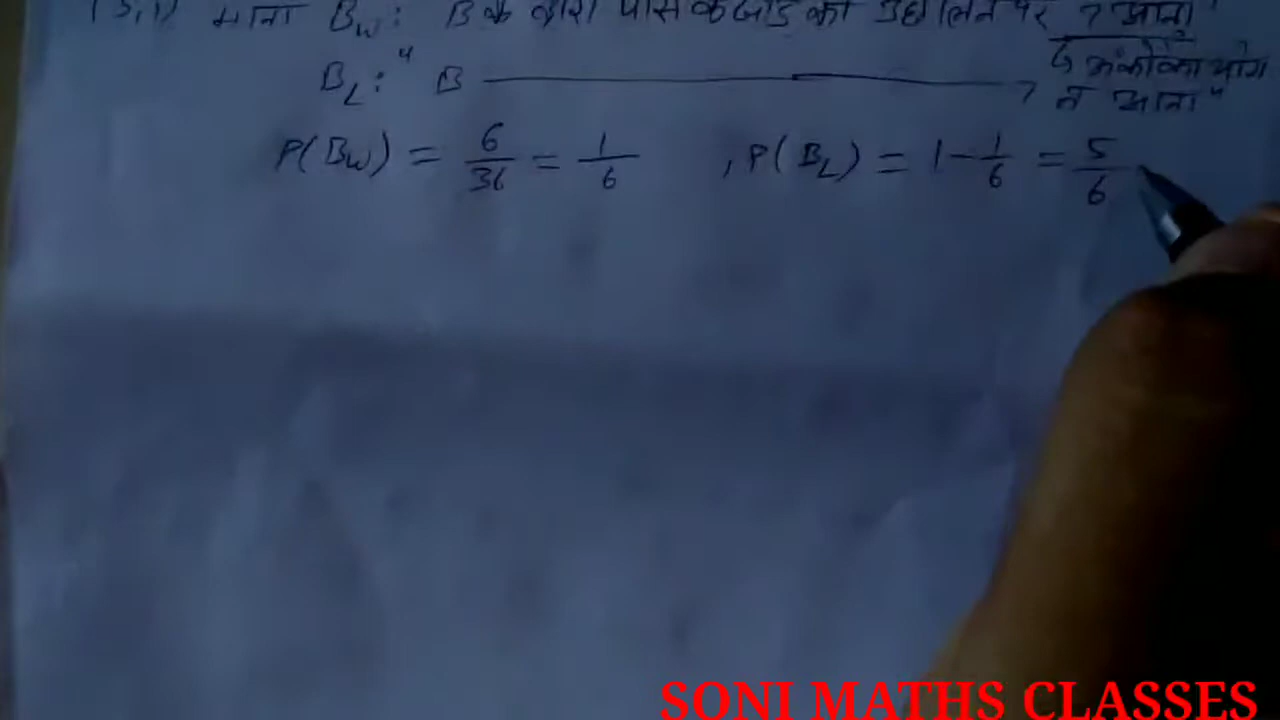 माना B_W : B के द्वारा पासे के जोड़े को उछालने पर 7 आना"
अंकों का योग
B_L : " B ———— 7 न आना"
P(B_W) = 6/36 = 1/6 , P(B_L) = 1 - 1/6 = 5/6
SONI MATHS CLASSES